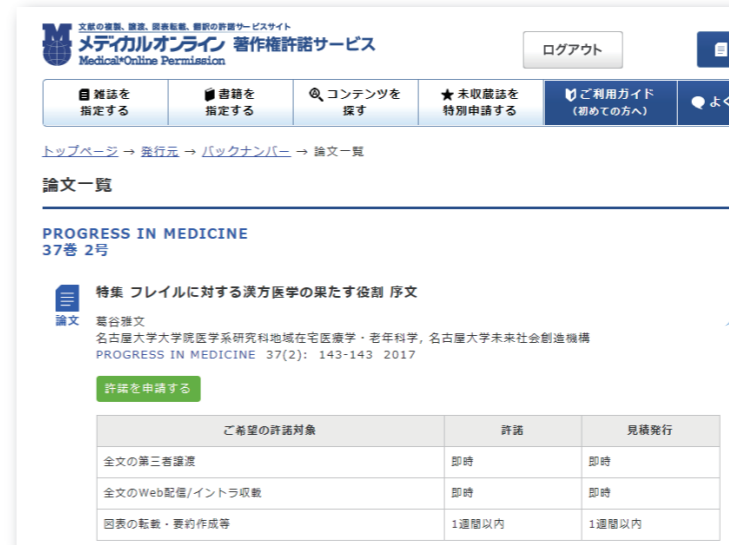 文献の複製、譲渡、図表転載、翻訳の許諾サービスサイト
メディカルオンライン 著作権許諾サービス
Medical*Online Permission
ログアウト
雑誌を
指定する
書籍を
指定する
コンテンツを
探す
★ 未収蔵誌を
特別申請する
ご利用ガイド
(初めての方へ)
よく
トップページ → 発行元 → バックナンバー → 論文一覧
論文一覧
PROGRESS IN MEDICINE
37巻 2号
特集 フレイルに対する漢方医学の果たす役割 序文
論文
葛谷雅文
名古屋大学大学院医学系研究科地域在宅医療学・老年科学, 名古屋大学未来社会創造機構
PROGRESS IN MEDICINE 37(2): 143-143 2017
許諾を申請する
ご希望の許諾対象 許諾 見積発行
全文の第三者譲渡 即時 即時
全文のWeb配信/イントラ収載 即時 即時
図表の転載・要約作成等 1週間以内 1週間以内